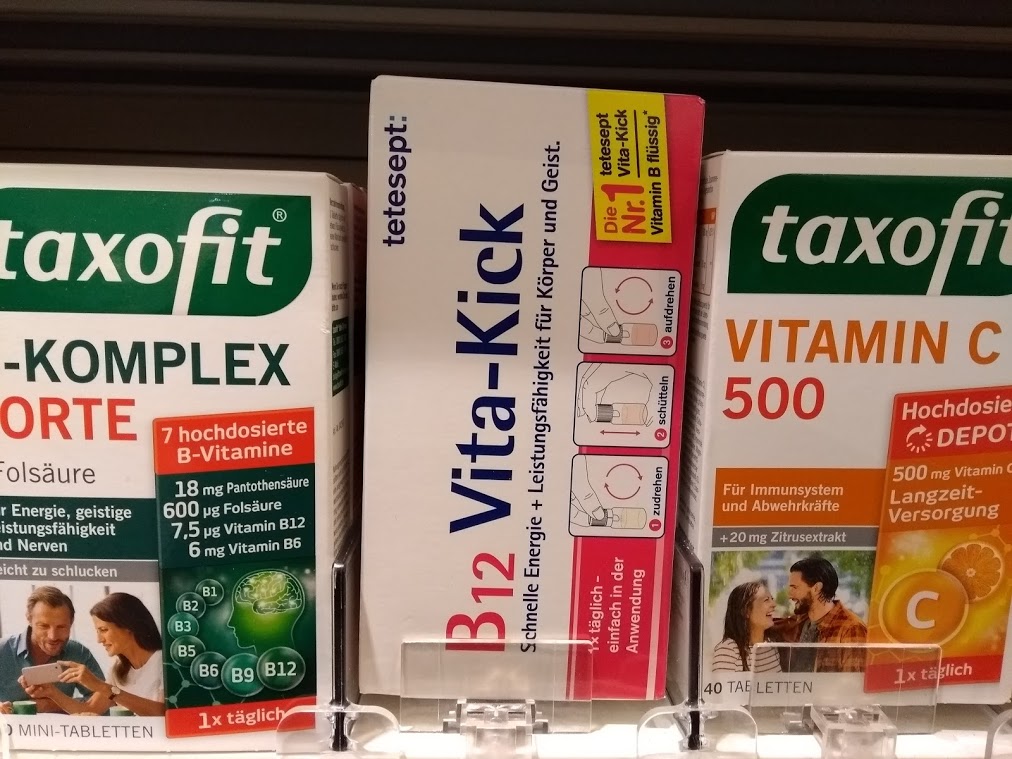 taxofit®
-KOMPLEX
ORTE
Folsäure
r Energie, geistige
eistungsfähigkeit
nd Nerven
eicht zu schlucken
7 hochdosierte
B-Vitamine
18 mg Pantothensäure
600 µg Folsäure
7,5 µg Vitamin B12
6 mg Vitamin B6
B1
B2
B3
B5
B6
B9
B12
1x täglich
0 MINI-TABLETTEN
tetesept:
B12 Vita-Kick
Schnelle Energie + Leistungsfähigkeit für Körper und Geist.
1x täglich –
einfach in der
Anwendung
1 zudrehen
2 schütteln
3 aufdrehen
Die Nr.1
tetesept
Vita-Kick
Vitamin B flüssig*
taxofit
VITAMIN C
500
Hochdosie
DEPOT
500 mg Vitamin C
Langzeit-
Versorgung
Für Immunsystem
und Abwehrkräfte
+20 mg Zitrusextrakt
C
1x täglich
40 TABLETTEN